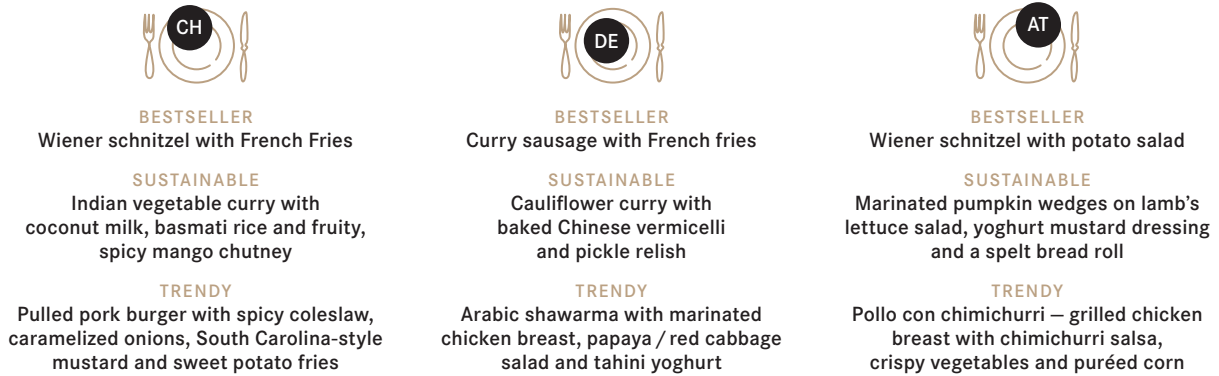 CH
BESTSELLER
Wiener schnitzel with French Fries
SUSTAINABLE
Indian vegetable curry with
coconut milk, basmati rice and fruity,
spicy mango chutney
TRENDY
Pulled pork burger with spicy coleslaw,
caramelized onions, South Carolina-style
mustard and sweet potato fries
DE
BESTSELLER
Curry sausage with French fries
SUSTAINABLE
Cauliflower curry with
baked Chinese vermicelli
and pickle relish
TRENDY
Arabic shawarma with marinated
chicken breast, papaya / red cabbage
salad and tahini yoghurt
AT
BESTSELLER
Wiener schnitzel with potato salad
SUSTAINABLE
Marinated pumpkin wedges on lamb’s
lettuce salad, yoghurt mustard dressing
and a spelt bread roll
TRENDY
Pollo con chimichurri – grilled chicken
breast with chimichurri salsa,
crispy vegetables and puréed corn